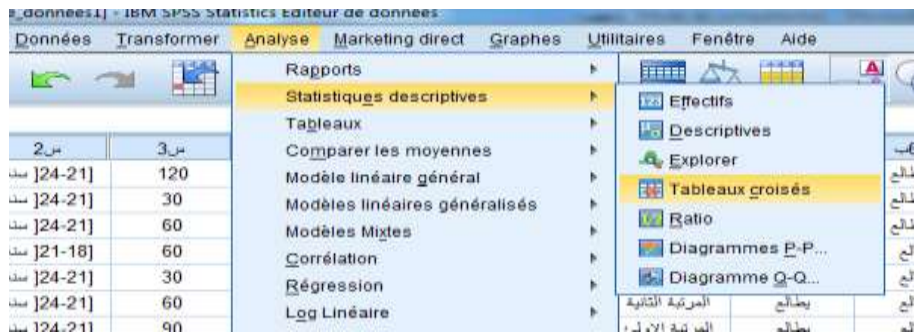 _données1] - IBM SPSS Statistics Editeur de données
Données Transformer Analyse Marketing direct Graphes Utilitaires Fenêtre Aide
Rapports
Statistiques descriptives
Tableaux
Comparer les moyennes
Modèle linéaire général
Modèles linéaires généralisés
Modèles Mixtes
Corrélation
Régression
Log Linéaire
Effectifs
Descriptives
Explorer
Tableaux croisés
Ratio
Diagrammes P-P...
Diagramme Q-Q...
س2 س3
]24-21] 120
]24-21] 30
]24-21] 60
]21-18] 60
]24-21] 30
]24-21] 60 المرتبة الثانية يطالع
]24-21] 90 المرتبة الاولى يطالع